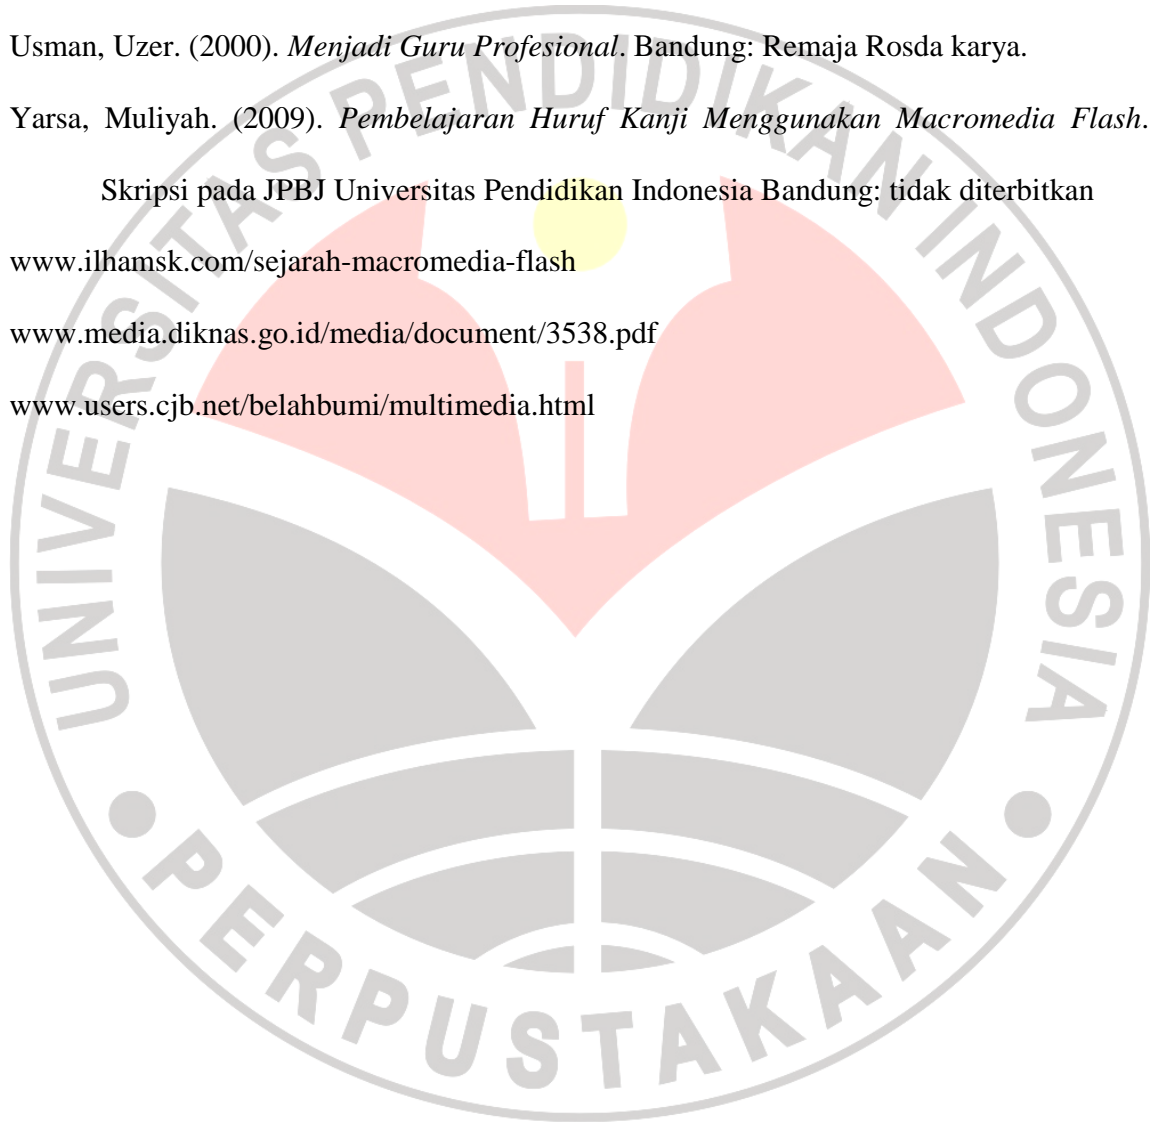 Usman, Uzer. (2000). Menjadi Guru Profesional. Bandung: Remaja Rosda karya.
Yarsa, Muliyah. (2009). Pembelajaran Huruf Kanji Menggunakan Macromedia Flash.
Skripsi pada JPBJ Universitas Pendidikan Indonesia Bandung: tidak diterbitkan
www.ilhamsk.com/sejarah-macromedia-flash
www.media.diknas.go.id/media/document/3538.pdf
www.users.cjb.net/belahbumi/multimedia.html
UNIVERSITAS PENDIDIKAN INDONESIA
PERPUSTAKAAN